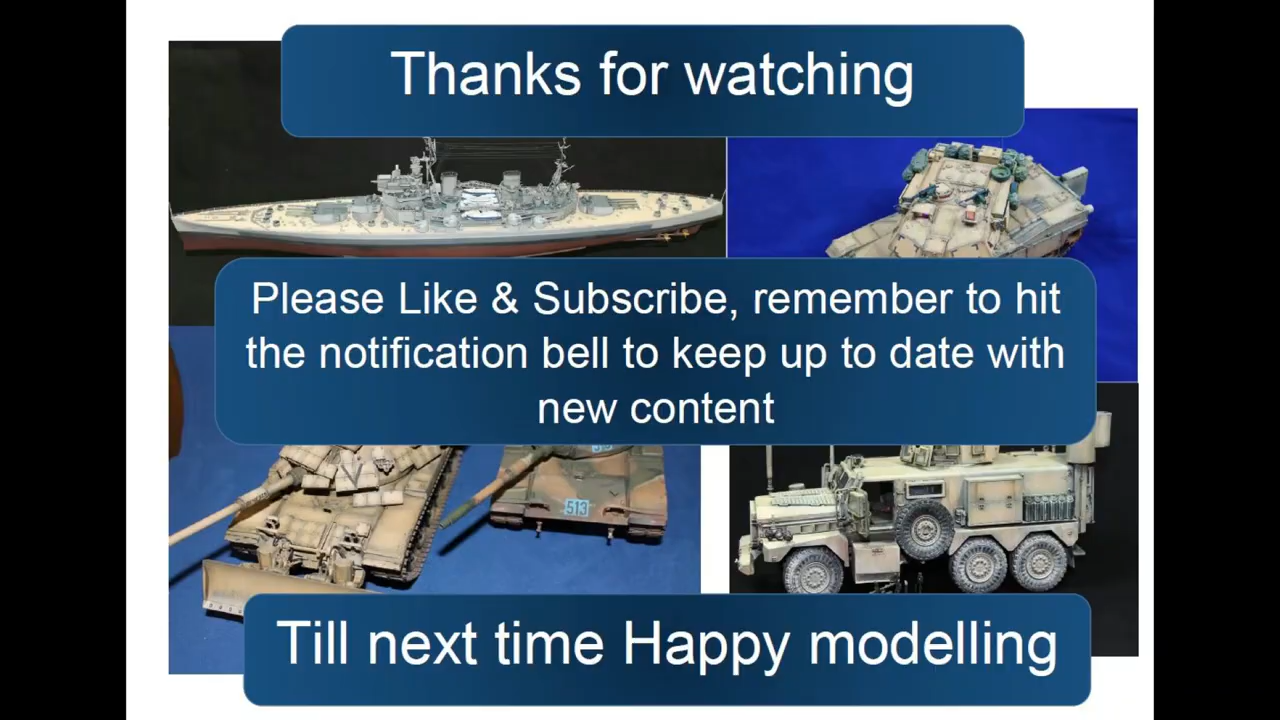 Thanks for watching
Please Like & Subscribe, remember to hit
the notification bell to keep up to date with
new content
513
Till next time Happy modelling